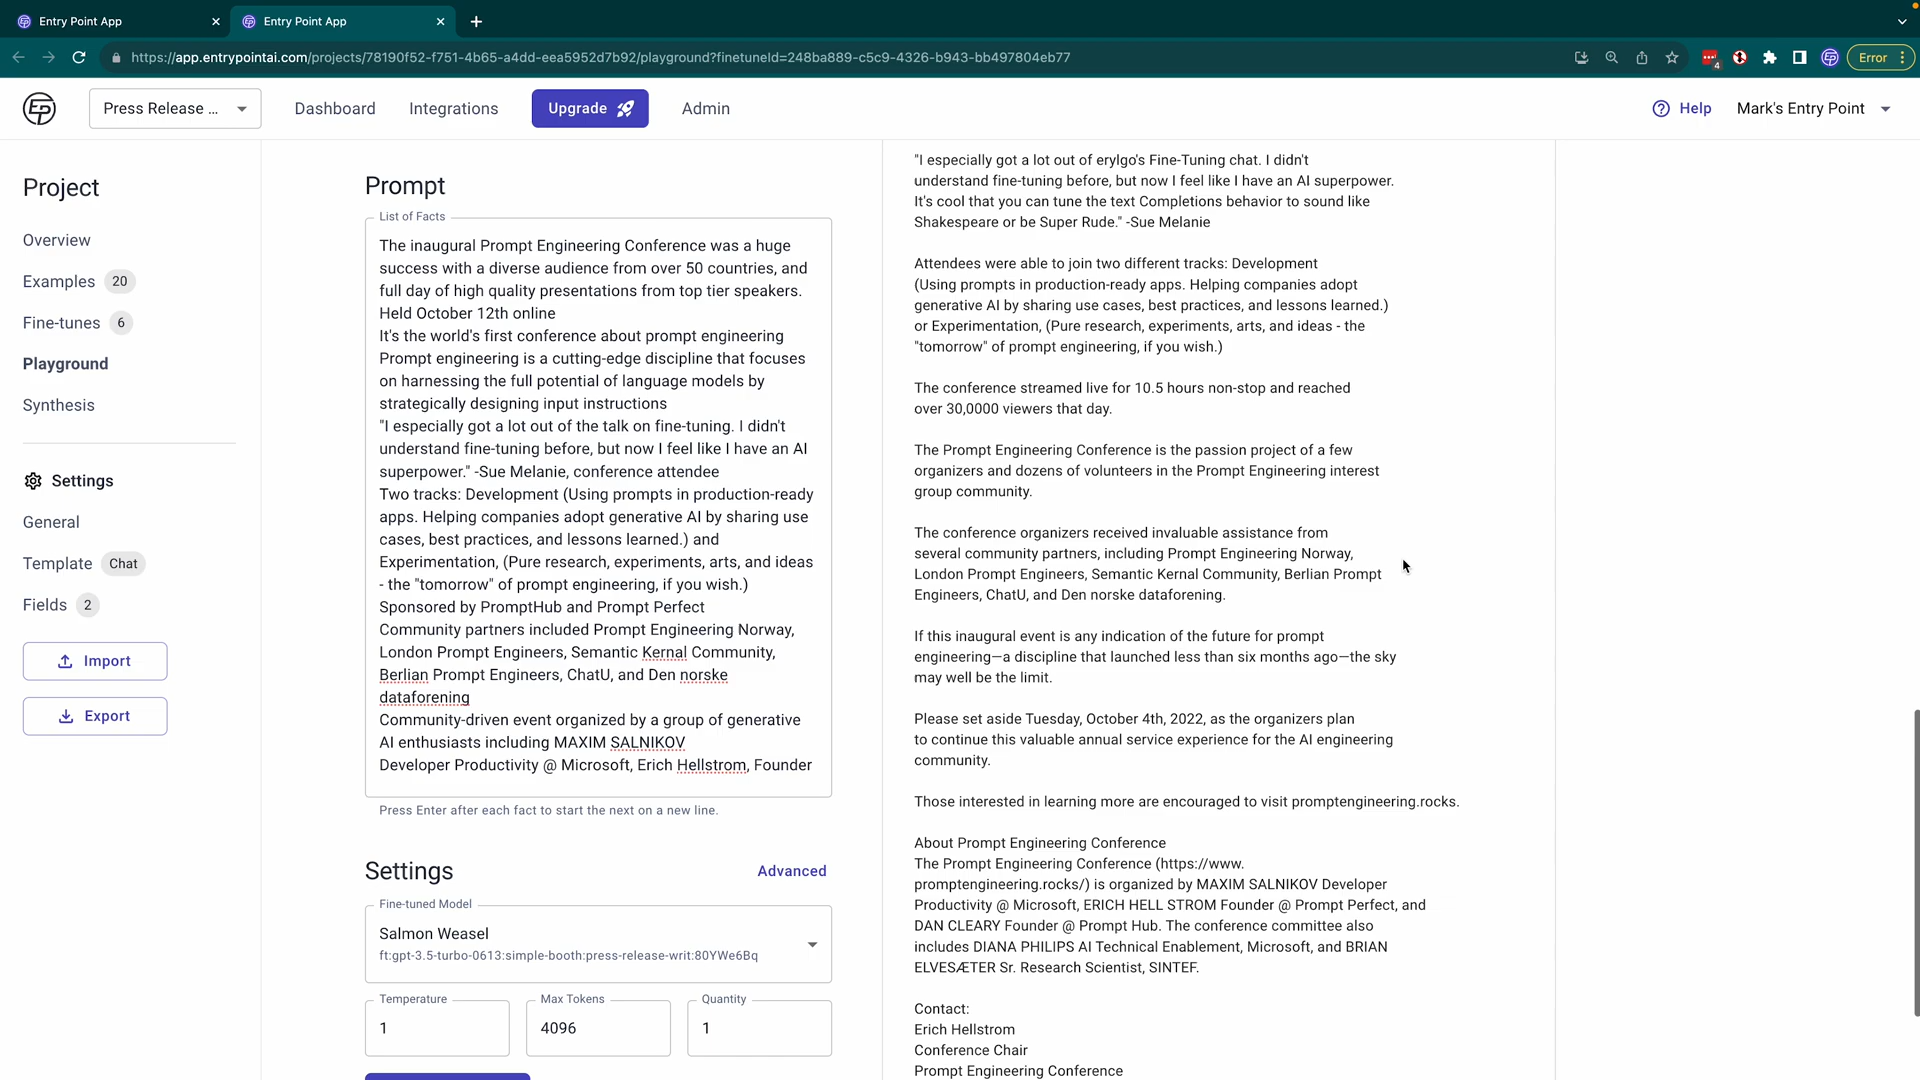 Entry Point App
Entry Point App
https://app.entrypointai.com/projects/78190f52-f751-4b65-a4dd-eea5952d7b92/playground?finetuneId=248ba889-c5c9-4326-b943-bb497804eb77
4
Error
EP
Press Release ...
Dashboard
Integrations
Upgrade
Admin
Help
Mark's Entry Point
Project
Overview
Examples 20
Fine-tunes 6
Playground
Synthesis
Settings
General
Template Chat
Fields 2
Import
Export
Prompt
List of Facts
The inaugural Prompt Engineering Conference was a huge
success with a diverse audience from over 50 countries, and
full day of high quality presentations from top tier speakers.
Held October 12th online
It's the world's first conference about prompt engineering
Prompt engineering is a cutting-edge discipline that focuses
on harnessing the full potential of language models by
strategically designing input instructions
"I especially got a lot out of the talk on fine-tuning. I didn't
understand fine-tuning before, but now I feel like I have an AI
superpower." -Sue Melanie, conference attendee
Two tracks: Development (Using prompts in production-ready
apps. Helping companies adopt generative AI by sharing use
cases, best practices, and lessons learned.) and
Experimentation, (Pure research, experiments, arts, and ideas
- the "tomorrow" of prompt engineering, if you wish.)
Sponsored by PromptHub and Prompt Perfect
Community partners included Prompt Engineering Norway,
London Prompt Engineers, Semantic Kernal Community,
Berlian Prompt Engineers, ChatU, and Den norske
dataforening
Community-driven event organized by a group of generative
AI enthusiasts including MAXIM SALNIKOV
Developer Productivity @ Microsoft, Erich Hellstrom, Founder
Press Enter after each fact to start the next on a new line.
Settings
Advanced
Fine-tuned Model
Salmon Weasel
ft:gpt-3.5-turbo-0613:simple-booth:press-release-writ:80YWe6Bq
Temperature
1
Max Tokens
4096
Quantity
1
"I especially got a lot out of erylgo's Fine-Tuning chat. I didn't
understand fine-tuning before, but now I feel like I have an AI superpower.
It's cool that you can tune the text Completions behavior to sound like
Shakespeare or be Super Rude." -Sue Melanie
Attendees were able to join two different tracks: Development
(Using prompts in production-ready apps. Helping companies adopt
generative AI by sharing use cases, best practices, and lessons learned.)
or Experimentation, (Pure research, experiments, arts, and ideas - the
"tomorrow" of prompt engineering, if you wish.)
The conference streamed live for 10.5 hours non-stop and reached
over 30,0000 viewers that day.
The Prompt Engineering Conference is the passion project of a few
organizers and dozens of volunteers in the Prompt Engineering interest
group community.
The conference organizers received invaluable assistance from
several community partners, including Prompt Engineering Norway,
London Prompt Engineers, Semantic Kernal Community, Berlian Prompt
Engineers, ChatU, and Den norske dataforening.
If this inaugural event is any indication of the future for prompt
engineering—a discipline that launched less than six months ago—the sky
may well be the limit.
Please set aside Tuesday, October 4th, 2022, as the organizers plan
to continue this valuable annual service experience for the AI engineering
community.
Those interested in learning more are encouraged to visit promptengineering.rocks.
About Prompt Engineering Conference
The Prompt Engineering Conference (https://www.
promptengineering.rocks/) is organized by MAXIM SALNIKOV Developer
Productivity @ Microsoft, ERICH HELL STROM Founder @ Prompt Perfect, and
DAN CLEARY Founder @ Prompt Hub. The conference committee also
includes DIANA PHILIPS AI Technical Enablement, Microsoft, and BRIAN
ELVESÆTER Sr. Research Scientist, SINTEF.
Contact:
Erich Hellstrom
Conference Chair
Prompt Engineering Conference